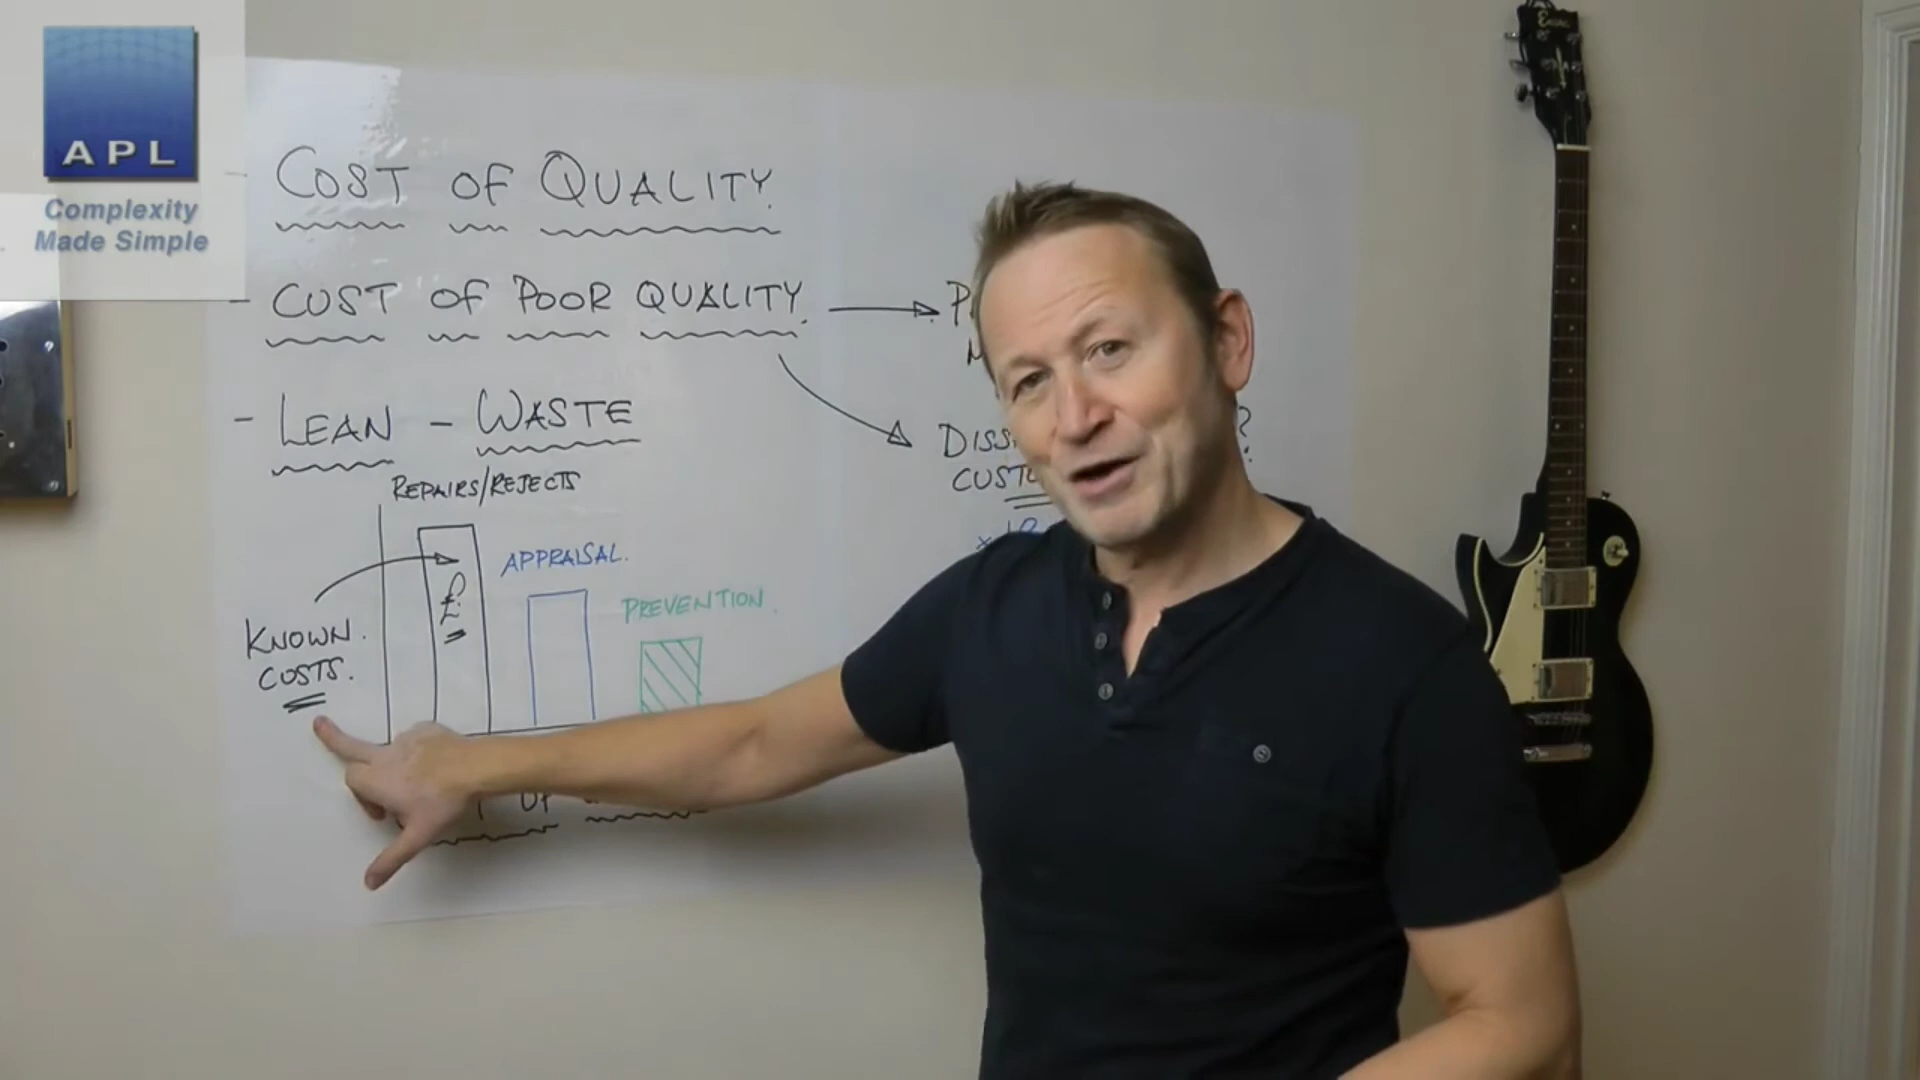 APL
Complexity
Made Simple
- COST OF QUALITY.
- COST OF POOR QUALITY.
- LEAN - WASTE
REPAIRS/REJECTS
APPRAISAL.
PREVENTION.
£
KNOWN.
COSTS.
OF
?
?